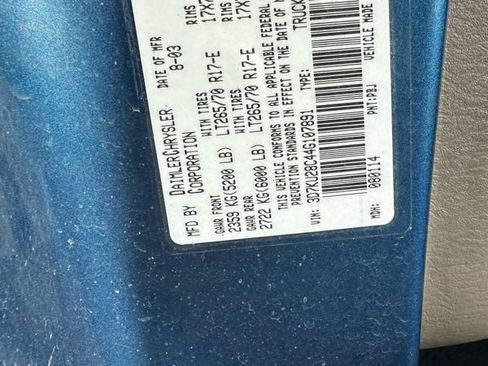 MFD BY DAIMLERCHRYSLER CORPORATION
DATE OF MFR 8-03
GAWR FRONT WITH TIRES RIMS
2359 KG (5200 LB) LT265/70 R17-E 17X7
GAWR REAR WITH TIRES RIMS
2722 KG (6000 LB) LT265/70 R17-E 17X
THIS VEHICLE CONFORMS TO ALL APPLICABLE FEDERAL
PREVENTION STANDARDS IN EFFECT ON THE DATE OF MAN
VIN: 3D7KU28C44G107891 TYPE: TRUCK
MDH: 080114 PNT: PBJ VEHICLE MADE